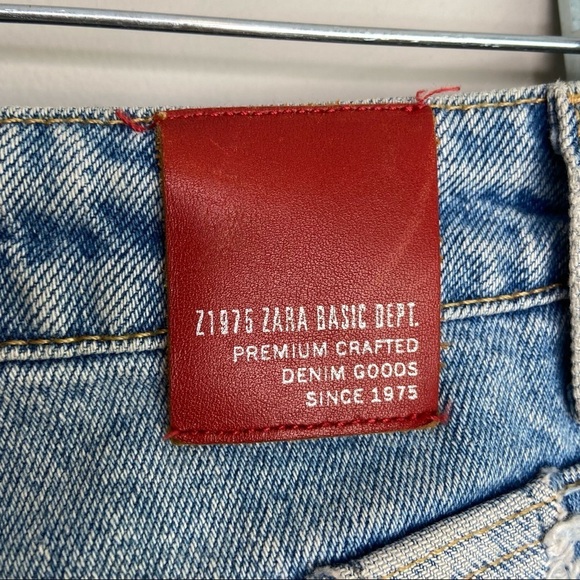 Z1975 ZARA BASIC DEPT.
PREMIUM CRAFTED
DENIM GOODS
SINCE 1975